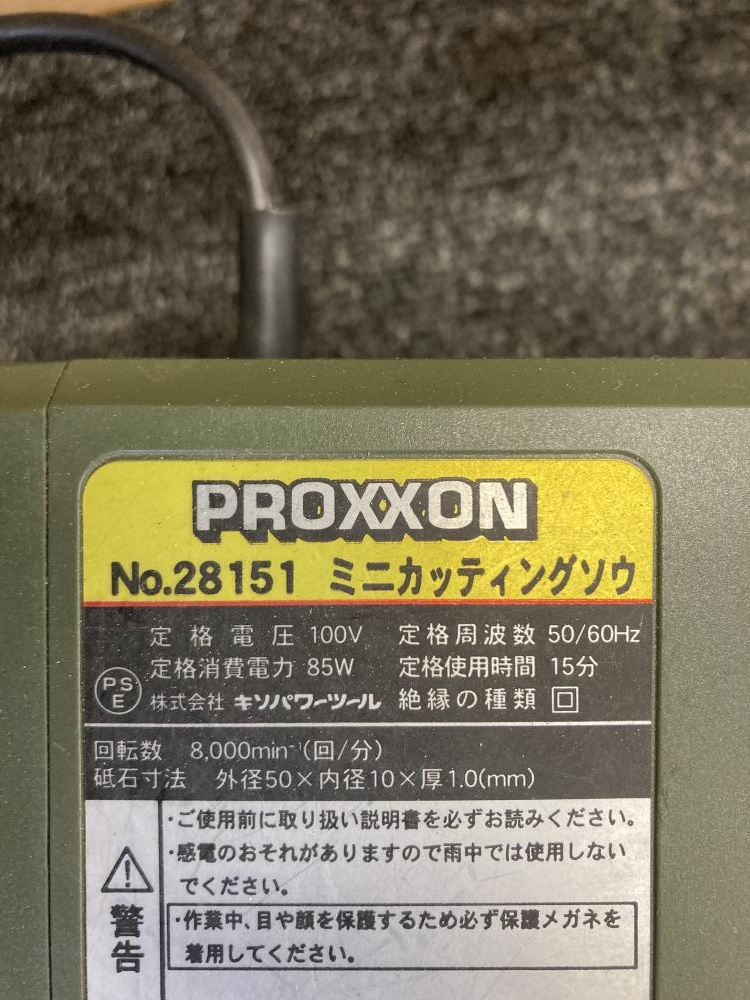 PROXXON
No.28151 ミニカッティングソウ
定格電圧 100V 定格周波数 50/60Hz
定格消費電力 85W 定格使用時間 15分
PS
E
株式会社 キソパワーツール 絶縁の種類 回
回転数 8,000min⁻¹(回/分)
砥石寸法 外径50×内径10×厚1.0(mm)
警告
・ご使用前に取り扱い説明書を必ずお読みください。
・感電のおそれがありますので雨中では使用しない
でください。
・作業中、目や顔を保護するため必ず保護メガネを
着用してください。